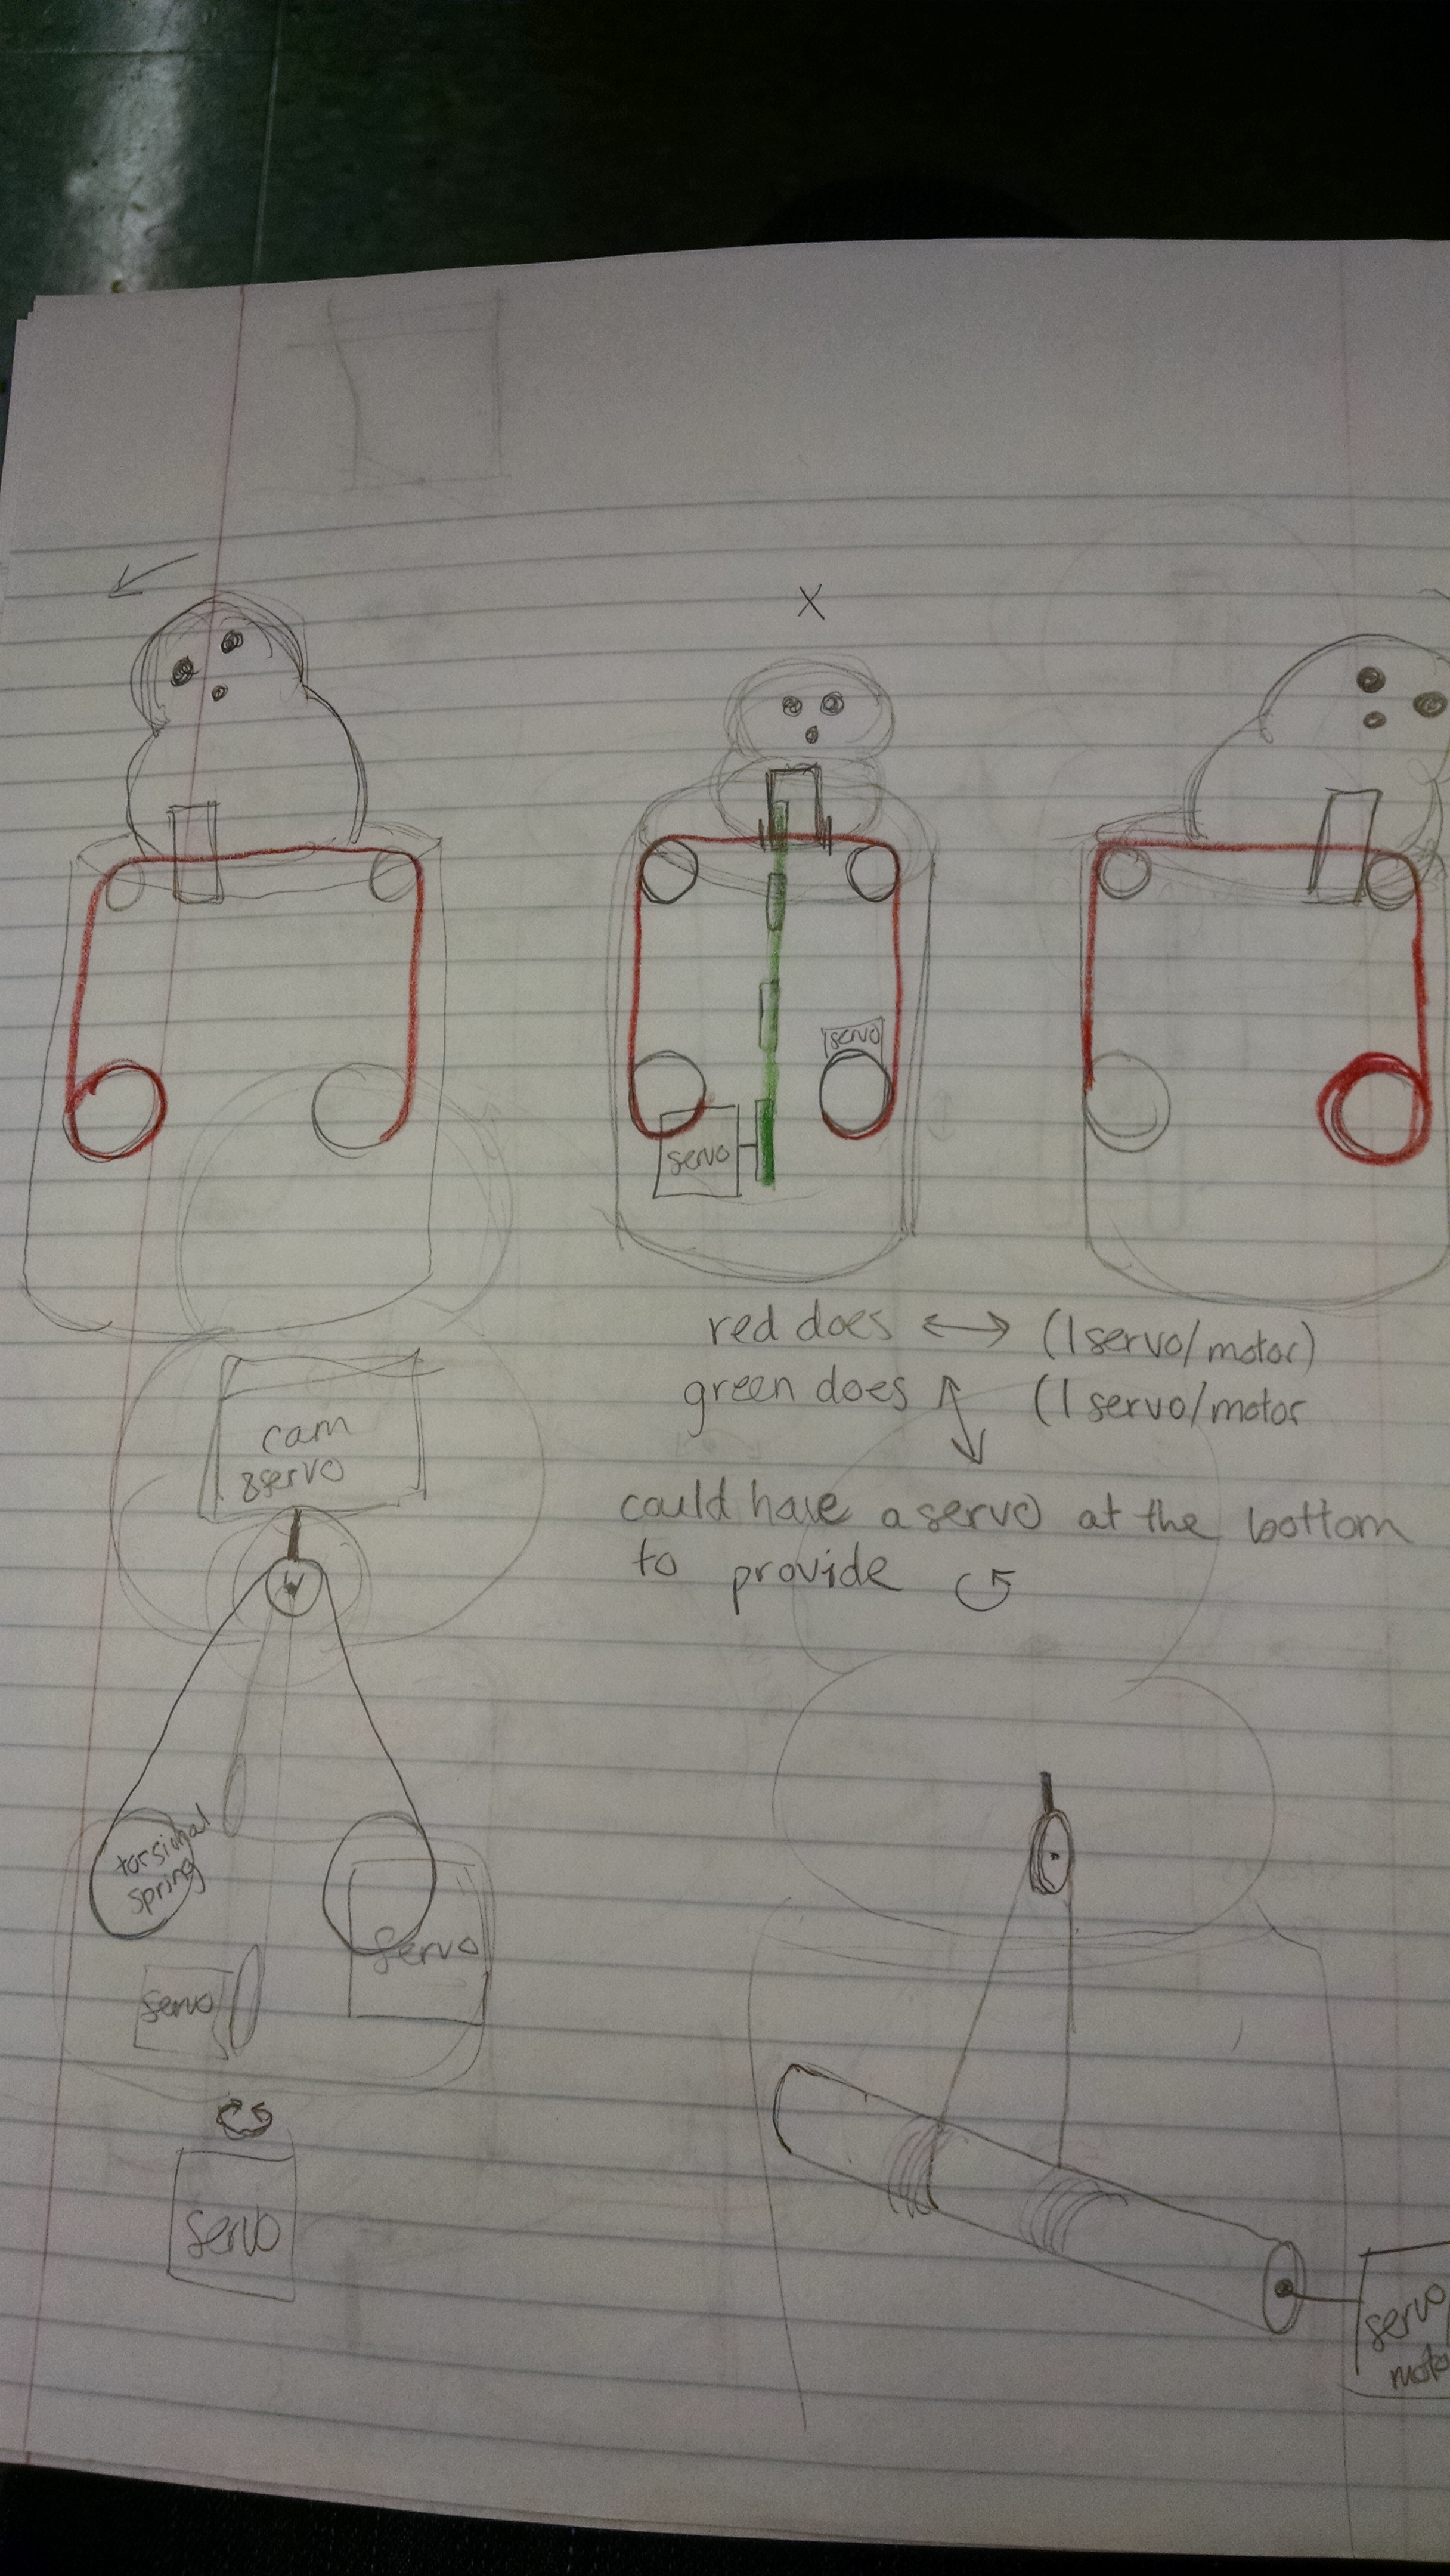 X
servo
servo
red does ↔ (1 servo/motor)
green does ↕ (1 servo/motor
could have a servo at the bottom
to provide ↺
cam
servo
torsional
spring
servo
servo
servo
servo